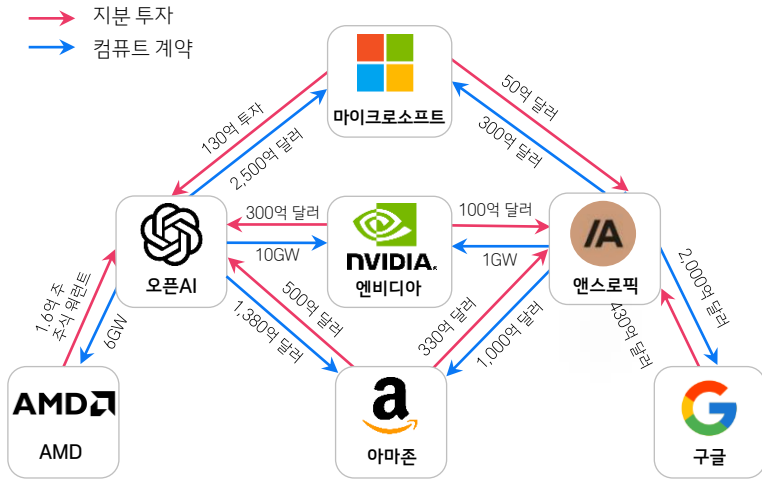 지분 투자
컴퓨트 계약
마이크로소프트
130억 투자
2,500억 달러
50억 달러
300억 달러
오픈AI
300억 달러
10GW
NVIDIA.
엔비디아
100억 달러
1GW
/A
앤스로픽
1.6억 주
주식 워런트
6GW
500억 달러
1,380억 달러
330억 달러
1,000억 달러
2,000억 달러
430억 달러
AMD
AMD
a
아마존
G
구글